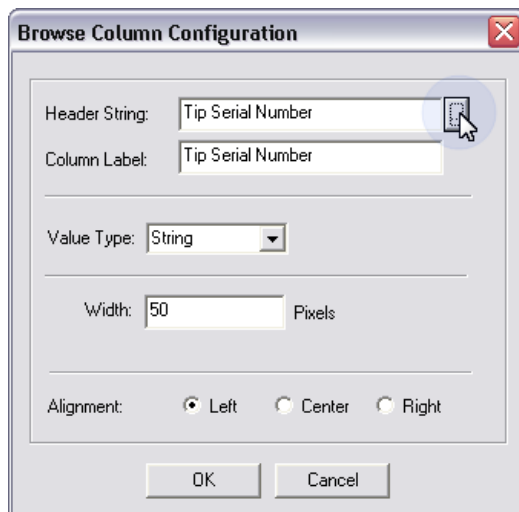 Browse Column Configuration
Header String: Tip Serial Number
Column Label: Tip Serial Number
Value Type: String
Width: 50 Pixels
Alignment: Left Center Right
OK Cancel